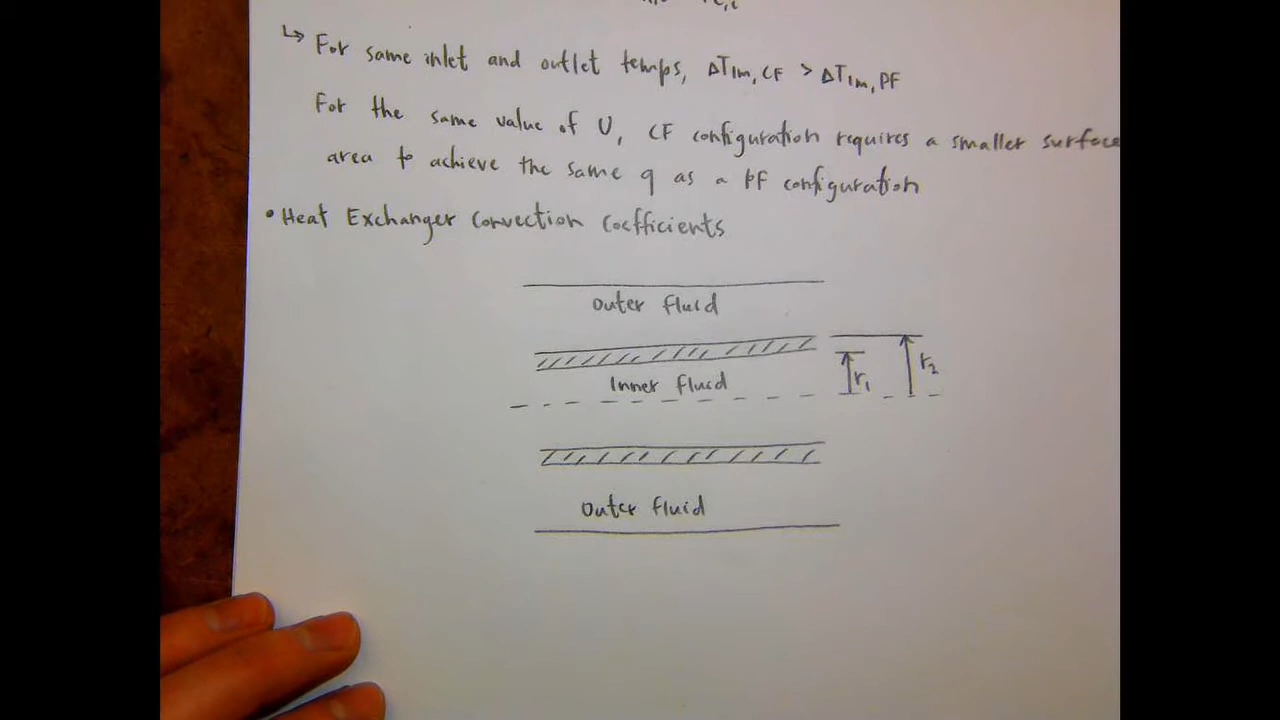 ↳ For same inlet and outlet temps, ΔTlm, CF > ΔTlm, PF
For the same value of U, CF configuration requires a smaller surface
area to achieve the same q as a PF configuration
• Heat Exchanger Convection Coefficients
Outer fluid
Inner fluid
r₁
r₂
Outer fluid